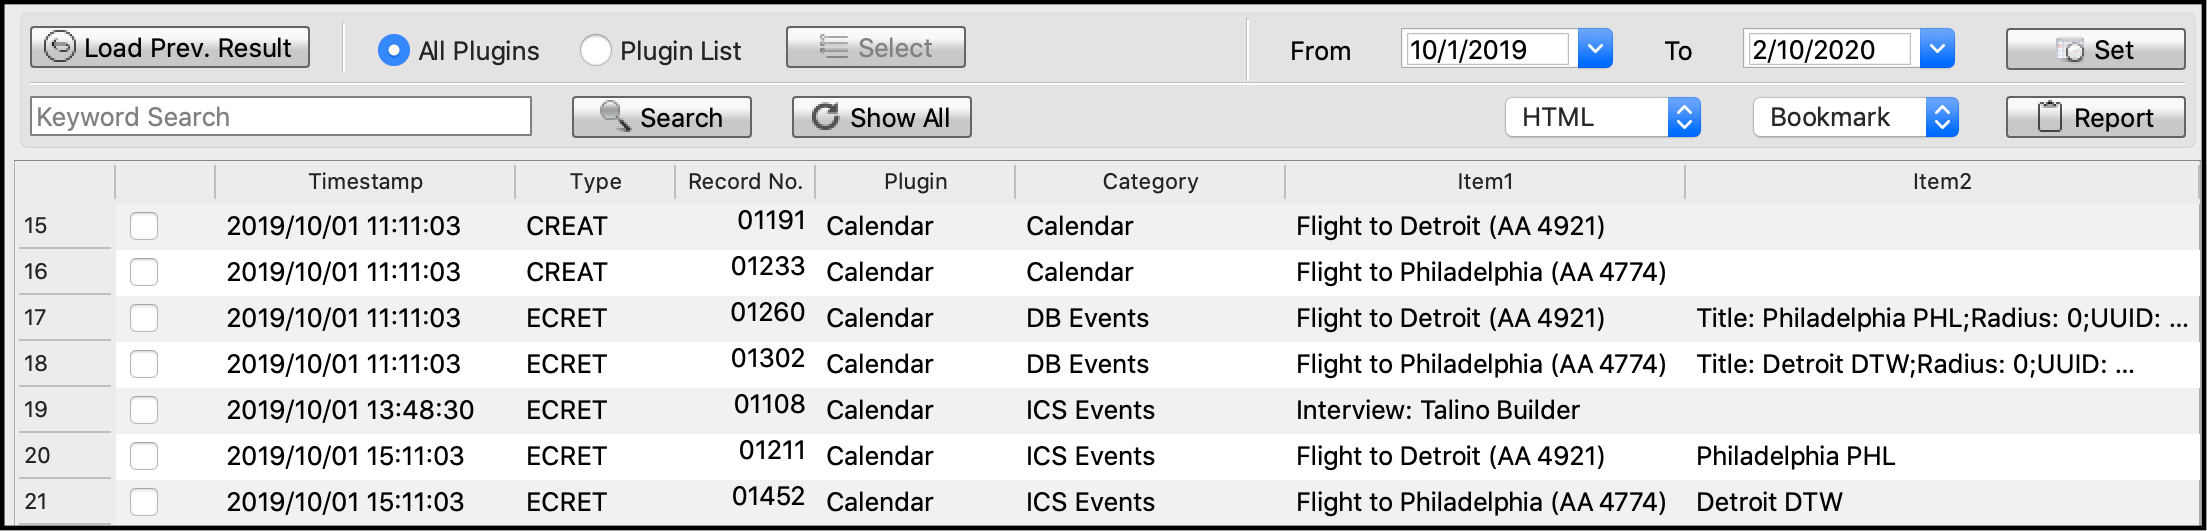 Load Prev. Result All Plugins Plugin List Select From 10/1/2019 To 2/10/2020 Set
Keyword Search Search Show All HTML Bookmark Report
Timestamp Type Record No. Plugin Category Item1 Item2
15 2019/10/01 11:11:03 CREAT 01191 Calendar Calendar Flight to Detroit (AA 4921)
16 2019/10/01 11:11:03 CREAT 01233 Calendar Calendar Flight to Philadelphia (AA 4774)
17 2019/10/01 11:11:03 ECRET 01260 Calendar DB Events Flight to Detroit (AA 4921) Title: Philadelphia PHL;Radius: 0;UUID: ...
18 2019/10/01 11:11:03 ECRET 01302 Calendar DB Events Flight to Philadelphia (AA 4774) Title: Detroit DTW;Radius: 0;UUID: ...
19 2019/10/01 13:48:30 ECRET 01108 Calendar ICS Events Interview: Talino Builder
20 2019/10/01 15:11:03 ECRET 01211 Calendar ICS Events Flight to Detroit (AA 4921) Philadelphia PHL
21 2019/10/01 15:11:03 ECRET 01452 Calendar ICS Events Flight to Philadelphia (AA 4774) Detroit DTW